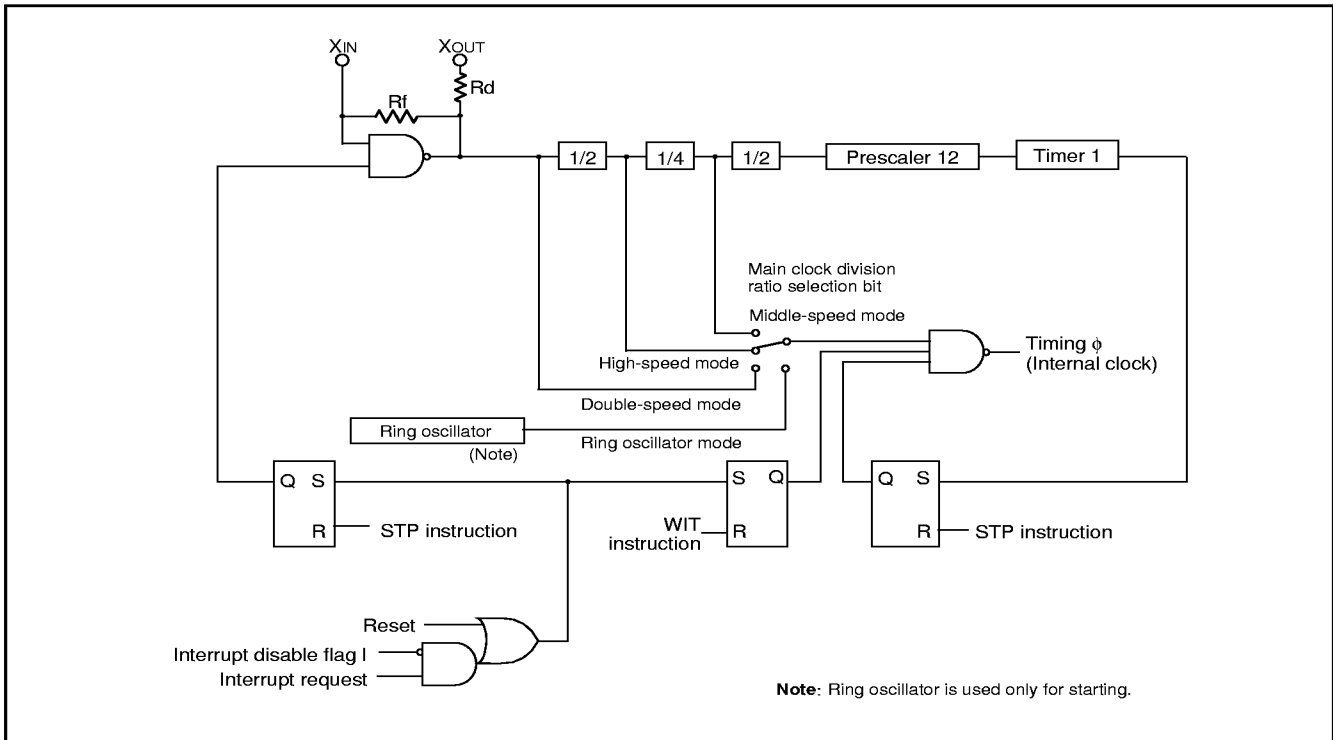 XIN
XOUT
Rd
Rf
1/2
1/4
1/2
Prescaler 12
Timer 1
Main clock division
ratio selection bit
Middle-speed mode
High-speed mode
Timing ϕ
(Internal clock)
Double-speed mode
Ring oscillator
Ring oscillator mode
(Note)
Q S
R
STP instruction
S Q
R
WIT
instruction
Q S
R
STP instruction
Reset
Interrupt disable flag I
Interrupt request
Note: Ring oscillator is used only for starting.